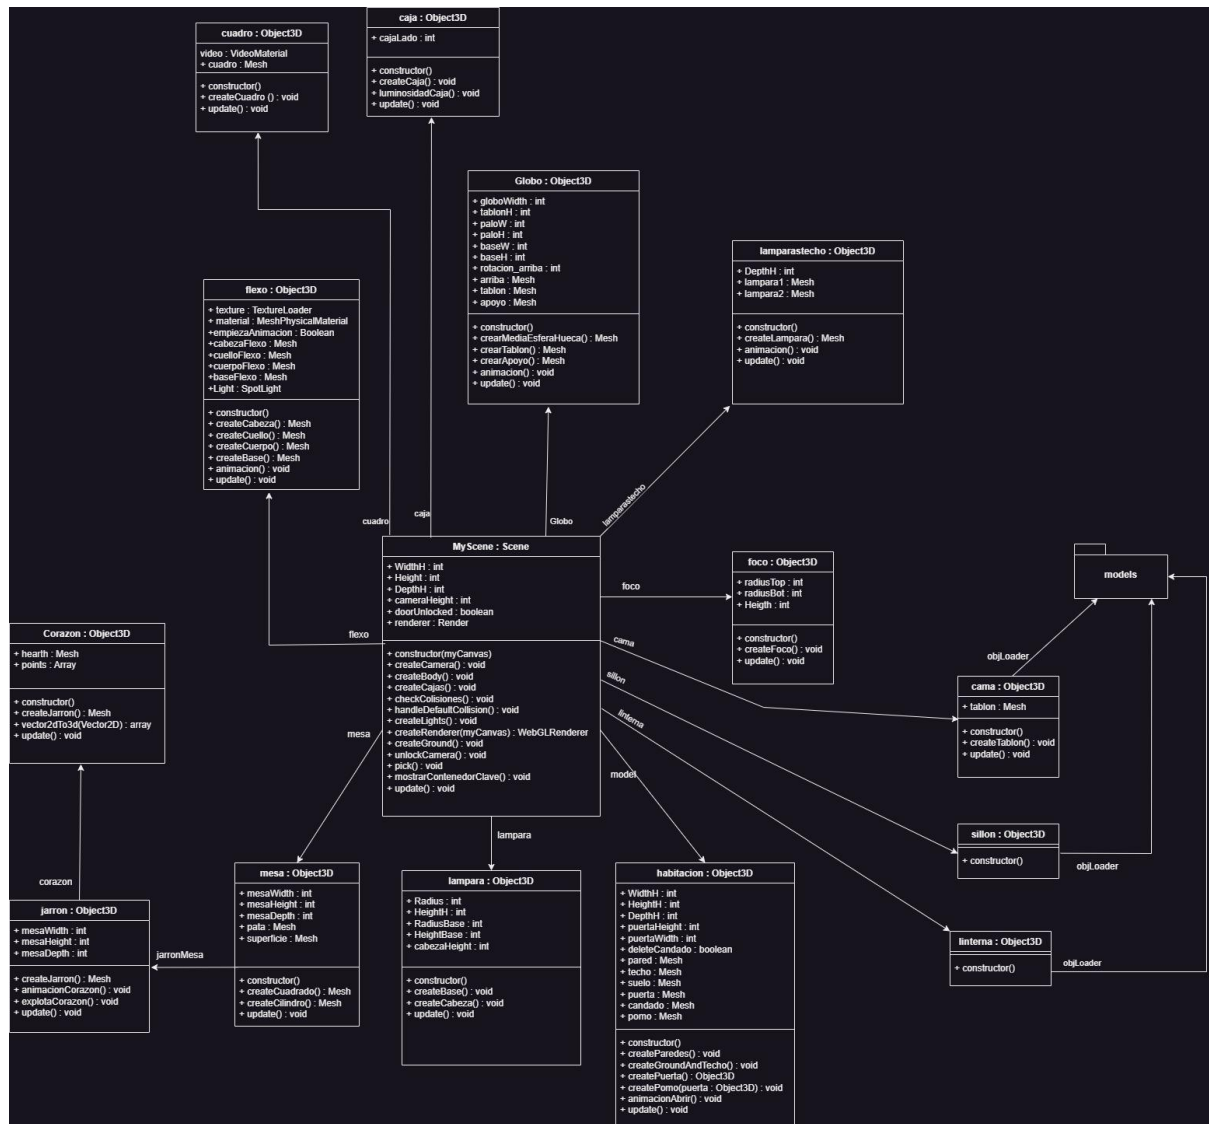 caja : Object3D
+ cajaLado : int
+ constructor()
+ createCaja() : void
+ luminosidadCaja() : void
+ update() : void
cuadro : Object3D
video : VideoMaterial
+ cuadro : Mesh
+ constructor()
+ createCuadro () : void
+ update() : void
Globo : Object3D
+ globoWidth : int
+ tablonH : int
+ paloW : int
+ paloH : int
+ baseW : int
+ baseH : int
+ rotacion_arriba : int
+ arriba : Mesh
+ tablon : Mesh
+ apoyo : Mesh
+ constructor()
+ crearMediaEsferaHueca() : Mesh
+ crearTablon() : Mesh
+ crearApoyo() : Mesh
+ animacion() : void
+ update() : void
lamparastecho : Object3D
+ DepthH : int
+ lampara1 : Mesh
+ lampara2 : Mesh
+ constructor()
+ createLampara() : Mesh
+ animacion() : void
+ update() : void
flexo : Object3D
+ texture : TextureLoader
+ material : MeshPhysicalMaterial
+empiezaAnimacion : Boolean
+cabezaFlexo : Mesh
+cuelloFlexo : Mesh
+cuerpoFlexo : Mesh
+baseFlexo : Mesh
+Light : SpotLight
+ constructor()
+ createCabeza() : Mesh
+ createCuello() : Mesh
+ createCuerpo() : Mesh
+ createBase() : Mesh
+ animacion() : void
+ update() : void
cuadro
caja
Globo
lamparastecho
MyScene : Scene
+ WidthH : int
+ Height : int
+ DepthH : int
+ cameraHeight : int
+ doorUnlocked : boolean
+ renderer : Render
+ constructor(myCanvas)
+ createCamera() : void
+ createBody() : void
+ createCajas() : void
+ checkColisiones() : void
+ handleDefaultCollision() : void
+ createLights() : void
+ createRenderer(myCanvas) : WebGLRenderer
+ createGround() : void
+ unlockCamera() : void
+ pick() : void
+ mostrarContenedorClave() : void
+ update() : void
foco
foco : Object3D
+ radiusTop : int
+ radiusBot : int
+ Heigth : int
+ constructor()
+ createFoco() : void
+ update() : void
models
flexo
cama
sillon
linterna
model
mesa
lampara
objLoader
cama : Object3D
+ tablon : Mesh
+ constructor()
+ createTablon() : void
+ update() : void
Corazon : Object3D
+ hearth : Mesh
+ points : Array
+ constructor()
+ createJarron() : Mesh
+ vector2dTo3d(Vector2D) : array
+ update() : void
sillon : Object3D
+ constructor()
objLoader
corazon
jarron : Object3D
+ mesaWidth : int
+ mesaHeight : int
+ mesaDepth : int
+ createJarron() : Mesh
+ animacionCorazon() : void
+ explotaCorazon() : void
+ update() : void
jarronMesa
mesa : Object3D
+ mesaWidth : int
+ mesaHeight : int
+ mesaDepth : int
+ pata : Mesh
+ superficie : Mesh
+ constructor()
+ createCuadrado() : Mesh
+ createCilindro() : Mesh
+ update() : void
lampara : Object3D
+ Radius : int
+ HeightH : int
+ RadiusBase : int
+ HeightBase : int
+ cabezaHeight : int
+ constructor()
+ createBase() : void
+ createCabeza() : void
+ update() : void
habitacion : Object3D
+ WidthH : int
+ HeightH : int
+ DepthH : int
+ puertaHeight : int
+ puertaWidth : int
+ deleteCandado : boolean
+ pared : Mesh
+ techo : Mesh
+ suelo : Mesh
+ puerta : Mesh
+ candado : Mesh
+ pomo : Mesh
+ constructor()
+ createParedes() : void
+ createGroundAndTecho() : void
+ createPuerta() : Object3D
+ createPomo(puerta : Object3D) : void
+ animacionAbrir() : void
+ update() : void
linterna : Object3D
+ constructor()
objLoader